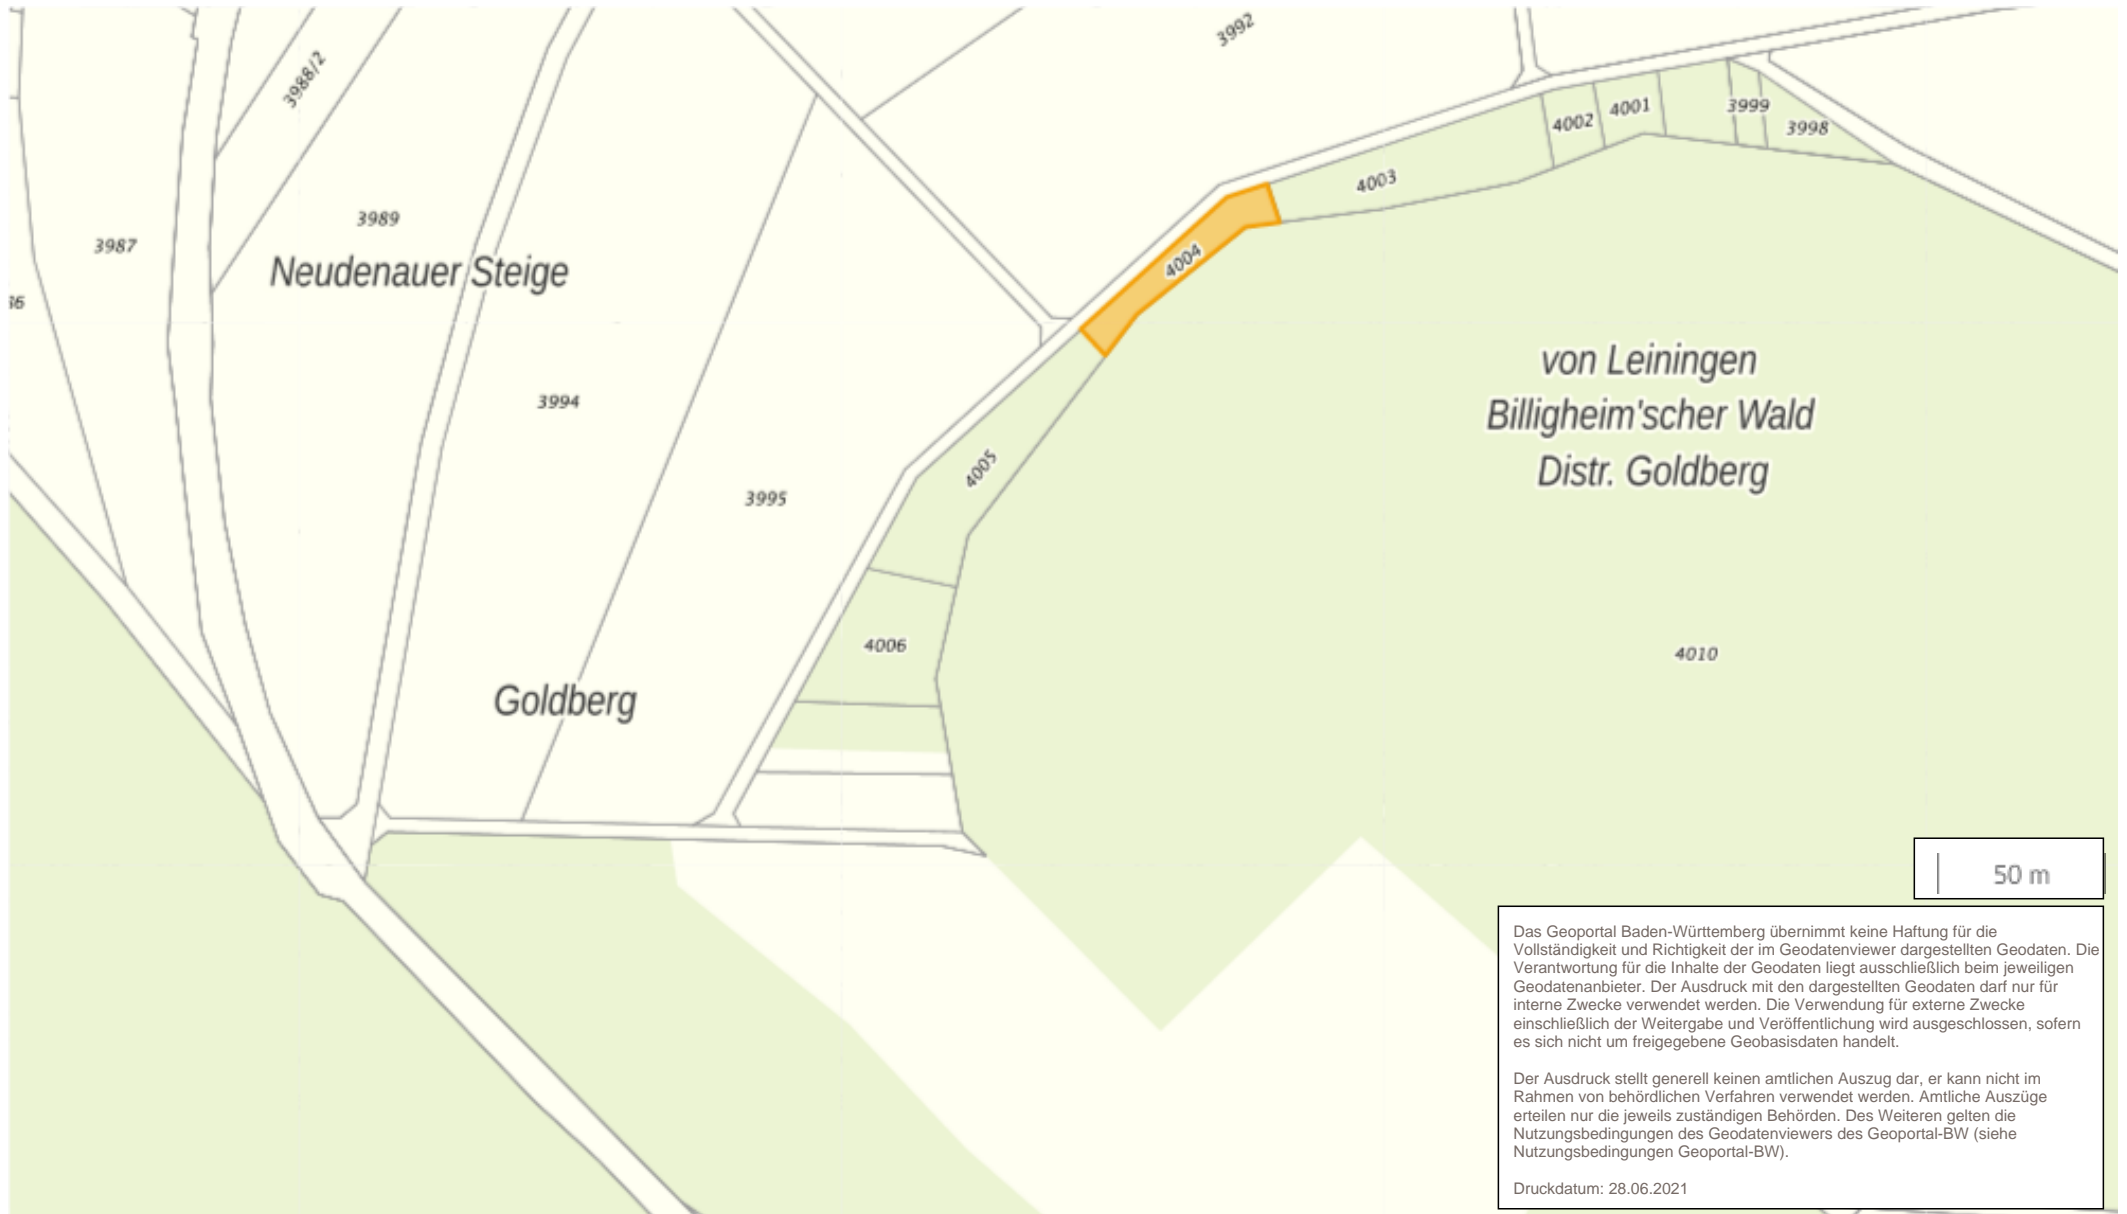 3992
3988/2
4002
4001
3999
3998
4003
3989
3987
Neudenauer Steige
4004
86
von Leiningen
Billigheim'scher Wald
Distr. Goldberg
3994
4005
3995
4006
4010
Goldberg
50 m
Das Geoportal Baden-Württemberg übernimmt keine Haftung für die
Vollständigkeit und Richtigkeit der im Geodatenviewer dargestellten Geodaten. Die
Verantwortung für die Inhalte der Geodaten liegt ausschließlich beim jeweiligen
Geodatenanbieter. Der Ausdruck mit den dargestellten Geodaten darf nur für
interne Zwecke verwendet werden. Die Verwendung für externe Zwecke
einschließlich der Weitergabe und Veröffentlichung wird ausgeschlossen, sofern
es sich nicht um freigegebene Geobasisdaten handelt.
Der Ausdruck stellt generell keinen amtlichen Auszug dar, er kann nicht im
Rahmen von behördlichen Verfahren verwendet werden. Amtliche Auszüge
erteilen nur die jeweils zuständigen Behörden. Des Weiteren gelten die
Nutzungsbedingungen des Geodatenviewers des Geoportal-BW (siehe
Nutzungsbedingungen Geoportal-BW).
Druckdatum: 28.06.2021